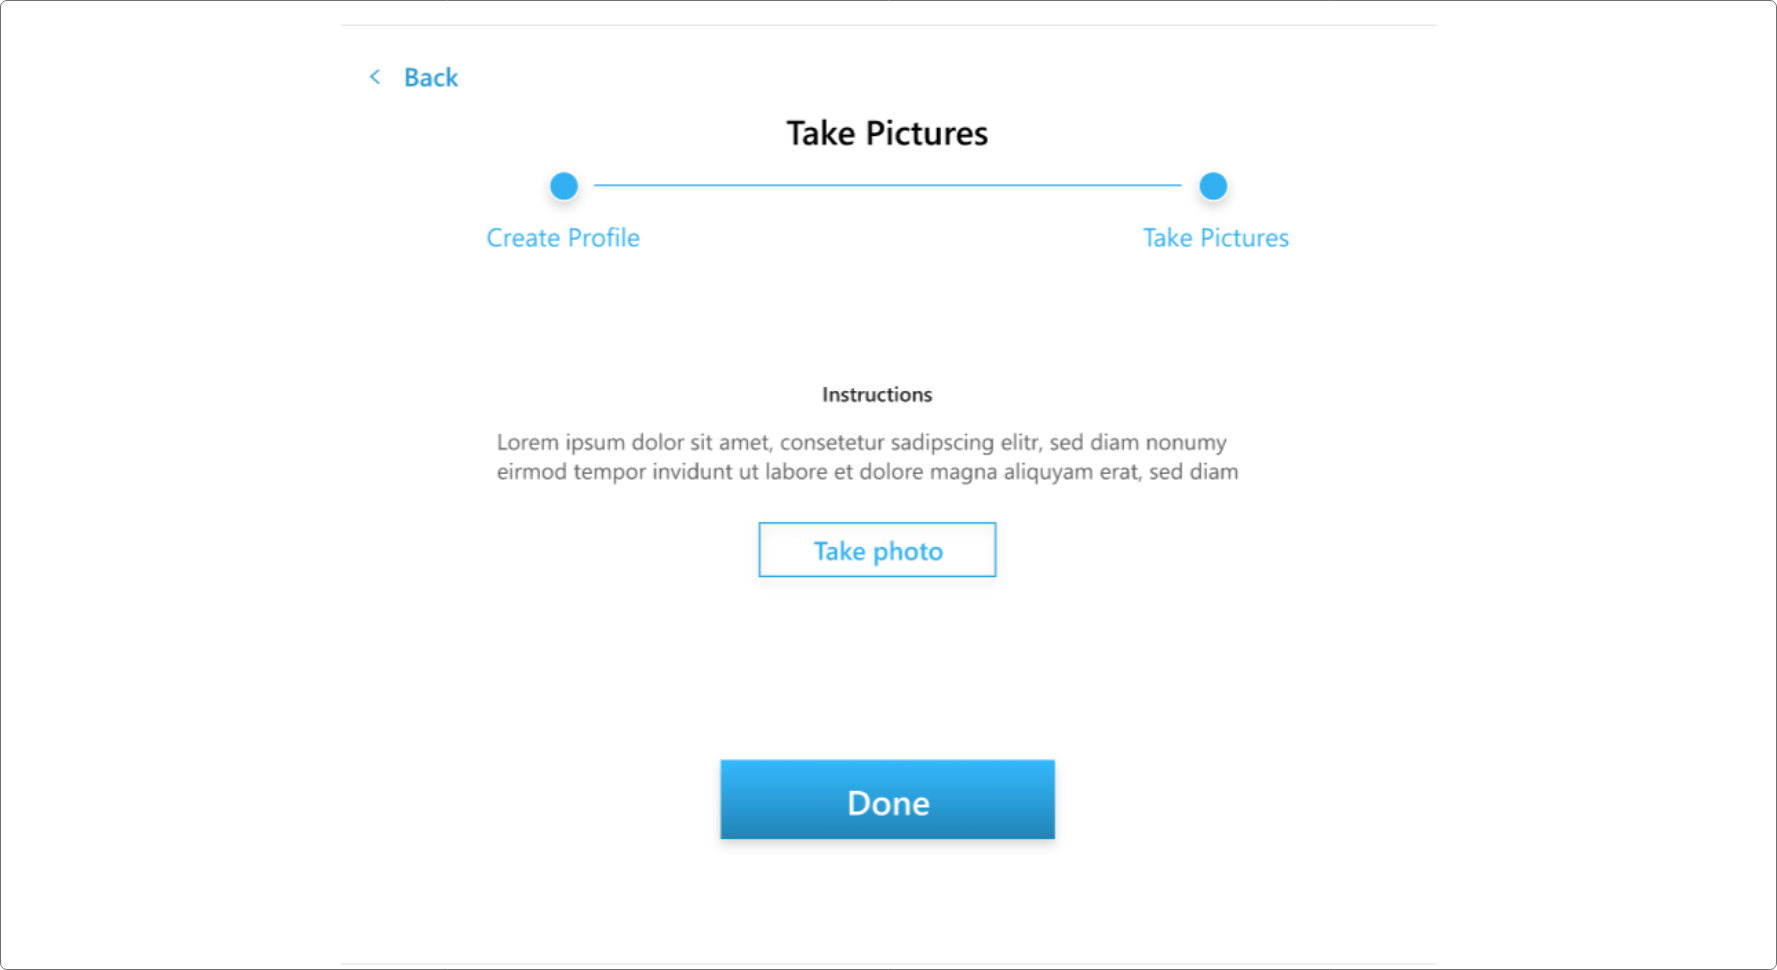 Back
Take Pictures
Create Profile
Take Pictures
Instructions
Lorem ipsum dolor sit amet, consetetur sadipscing elitr, sed diam nonumy
eirmod tempor invidunt ut labore et dolore magna aliquyam erat, sed diam
Take photo
Done